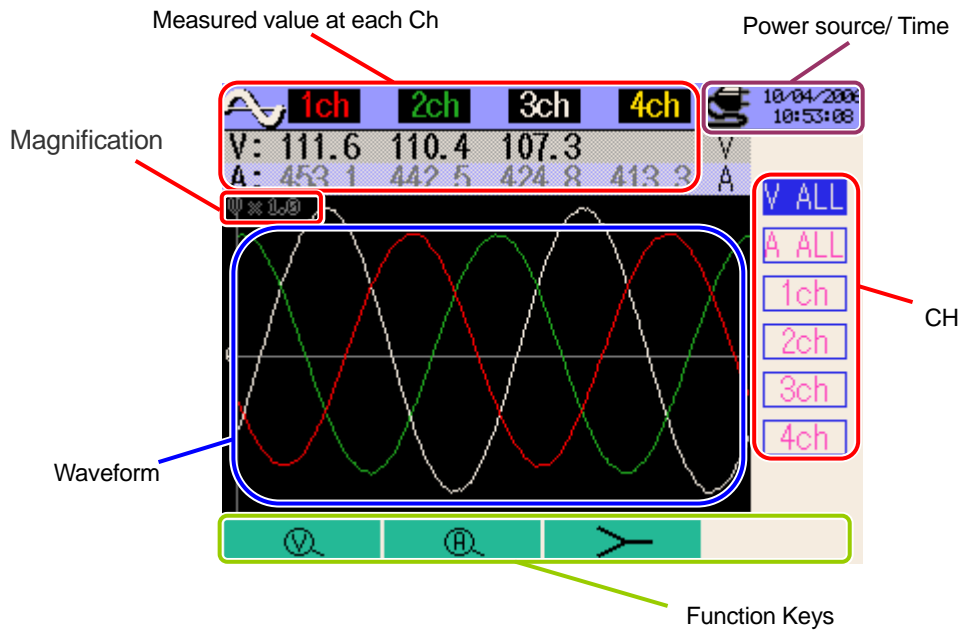 Measured value at each Ch
Power source/ Time
1ch 2ch 3ch 4ch
10/04/2006
10:53:08
V: 111.6 110.4 107.3 V
A: 453.1 442.5 424.8 413.3 A
Magnification
V × 1.0
V ALL
A ALL
1ch
2ch
3ch
4ch
CH
Waveform
V A
Function Keys